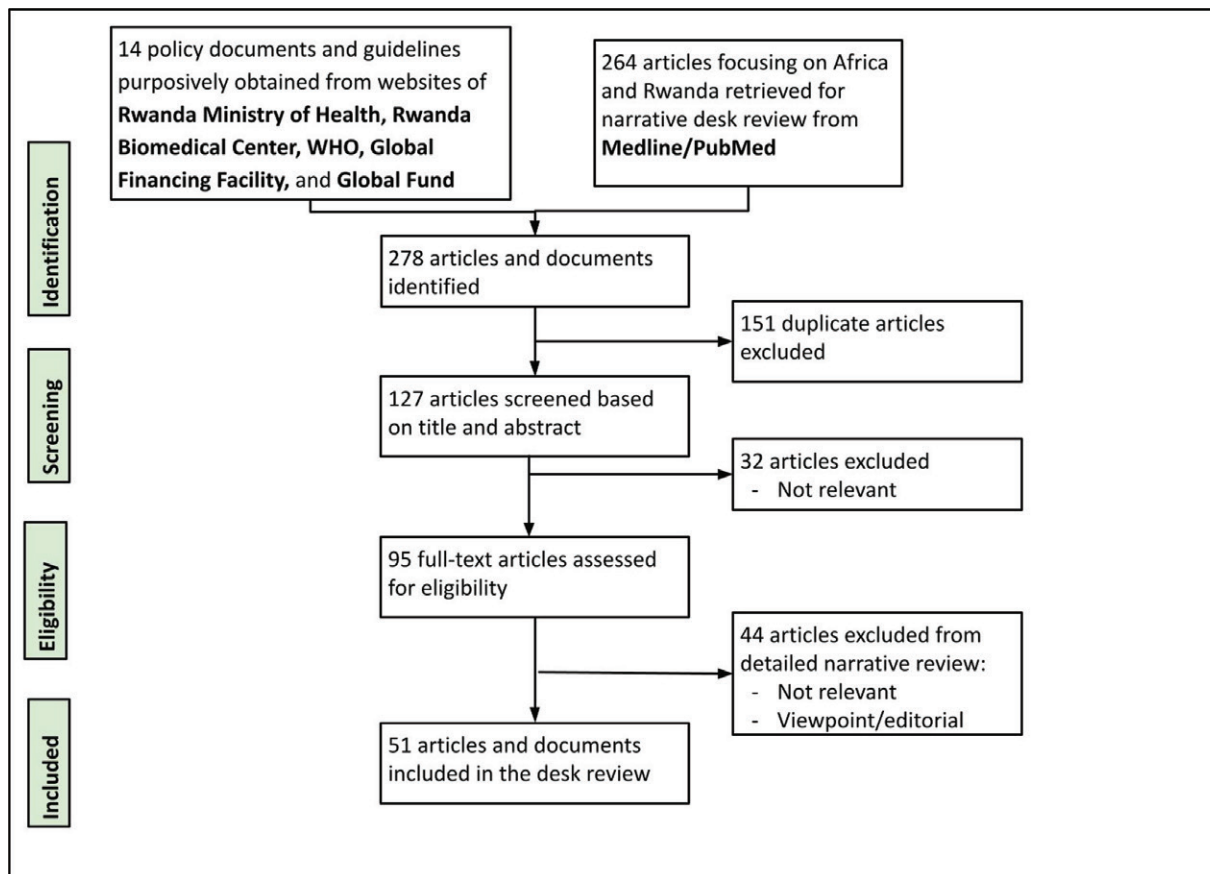 14 policy documents and guidelines
purposively obtained from websites of
Rwanda Ministry of Health, Rwanda
Biomedical Center, WHO, Global
Financing Facility, and Global Fund
264 articles focusing on Africa
and Rwanda retrieved for
narrative desk review from
Medline/PubMed
Identification
278 articles and documents
identified
151 duplicate articles
excluded
Screening
127 articles screened based
on title and abstract
32 articles excluded
- Not relevant
Eligibility
95 full-text articles assessed
for eligibility
44 articles excluded from
detailed narrative review:
- Not relevant
- Viewpoint/editorial
Included
51 articles and documents
included in the desk review